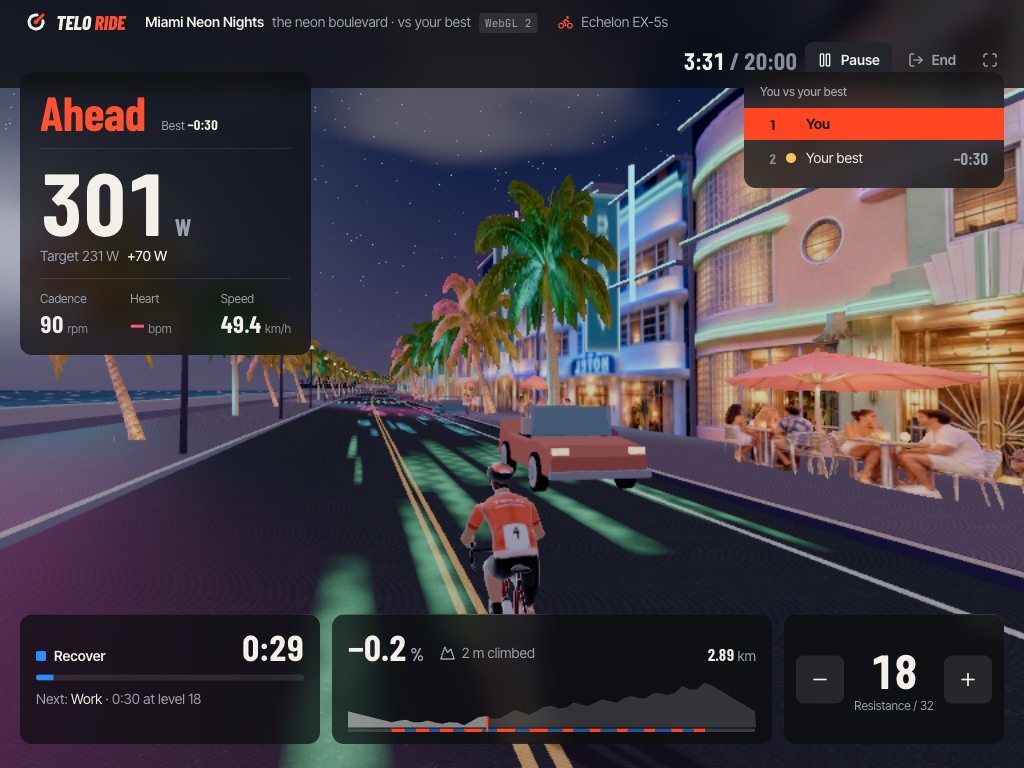 TELO RIDE Miami Neon Nights the neon boulevard · vs your best WebGL 2 Echelon EX-5s
3:31 / 20:00 Pause End
Ahead Best −0:30
301 W
Target 231 W +70 W
Cadence Heart Speed
90 rpm – bpm 49.4 km/h
You vs your best
1 You
2 Your best −0:30
4
Recover 0:29
Next: Work · 0:30 at level 18
−0.2 % 2 m climbed 2.89 km
− 18 +
Resistance / 32